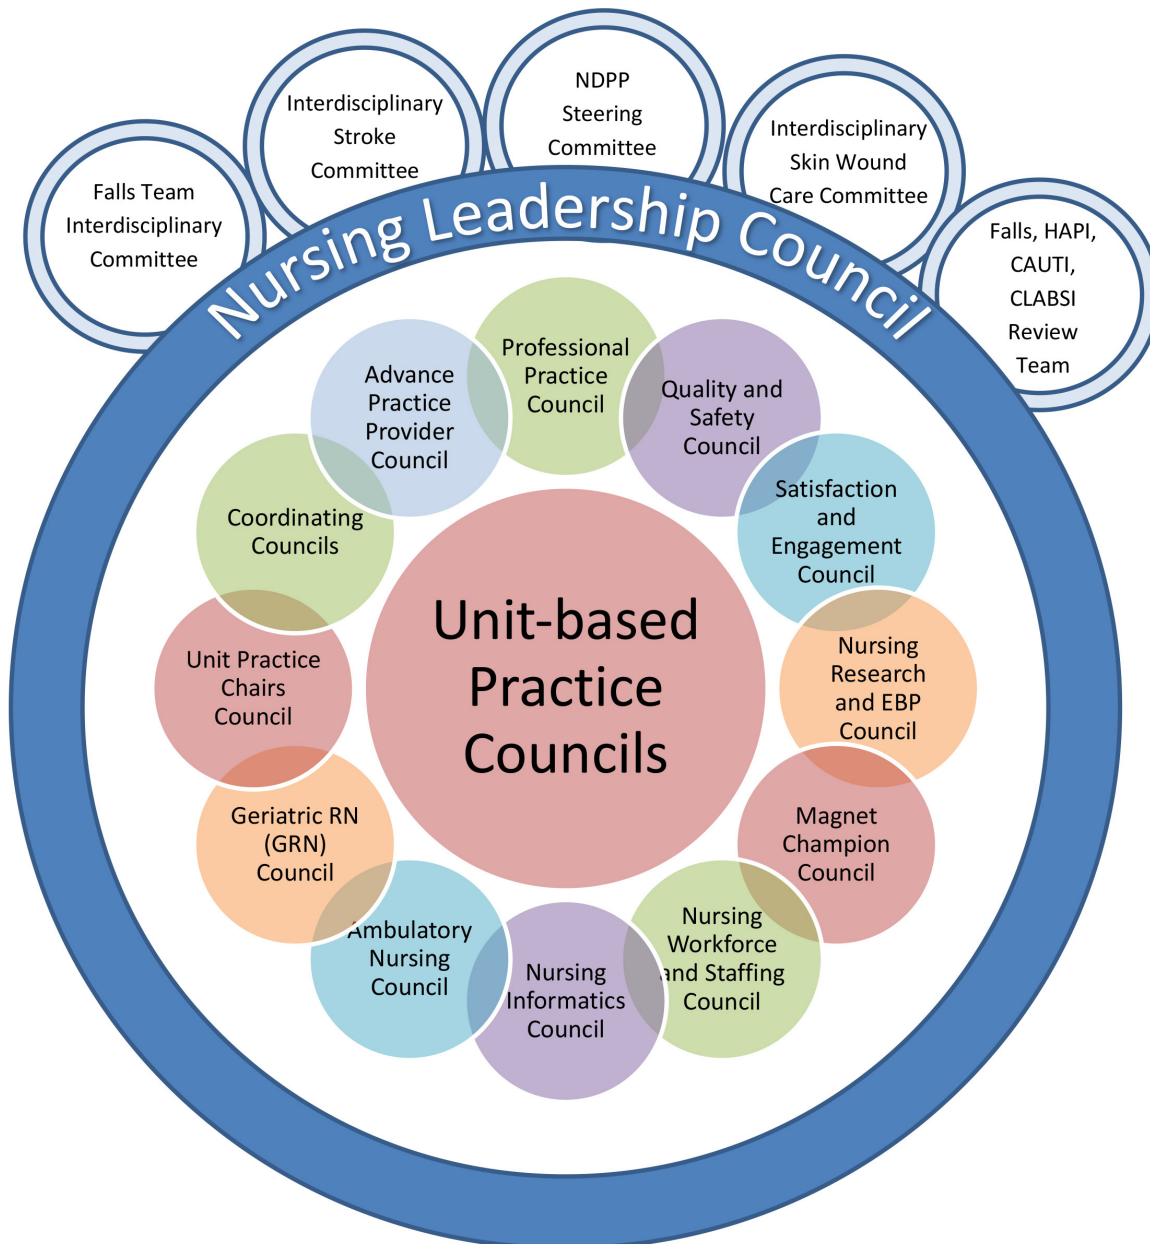 Falls Team
Interdisciplinary
Committee
Interdisciplinary
Stroke
Committee
NDPP
Steering
Committee
Interdisciplinary
Skin Wound
Care Committee
Falls, HAPI,
CAUTI,
CLABSI
Review
Team
Nursing Leadership Council
Professional
Practice
Council
Quality and
Safety
Council
Satisfaction
and
Engagement
Council
Nursing
Research
and EBP
Council
Magnet
Champion
Council
Nursing
Workforce
and Staffing
Council
Nursing
Informatics
Council
Ambulatory
Nursing
Council
Geriatric RN
(GRN)
Council
Unit Practice
Chairs
Council
Coordinating
Councils
Advance
Practice
Provider
Council
Unit-based
Practice
Councils